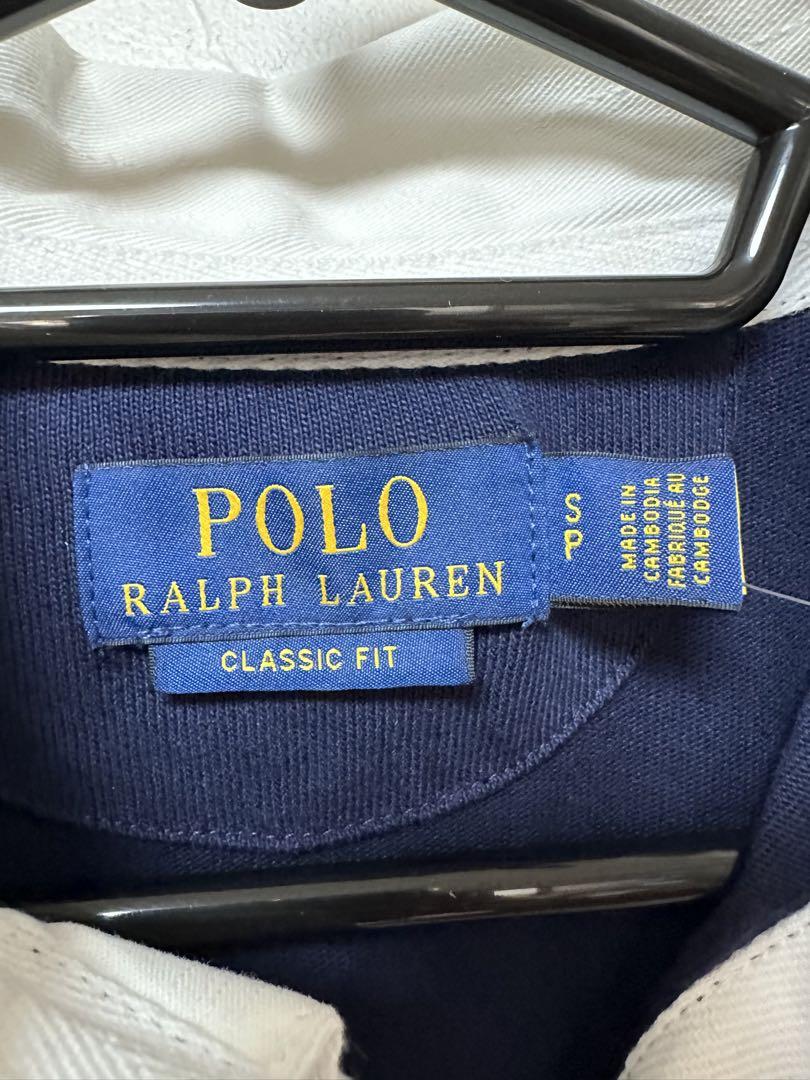 POLO
RALPH LAUREN
CLASSIC FIT
S
P
MADE IN
CAMBODIA
FABRIQUÉ AU
CAMBODGE